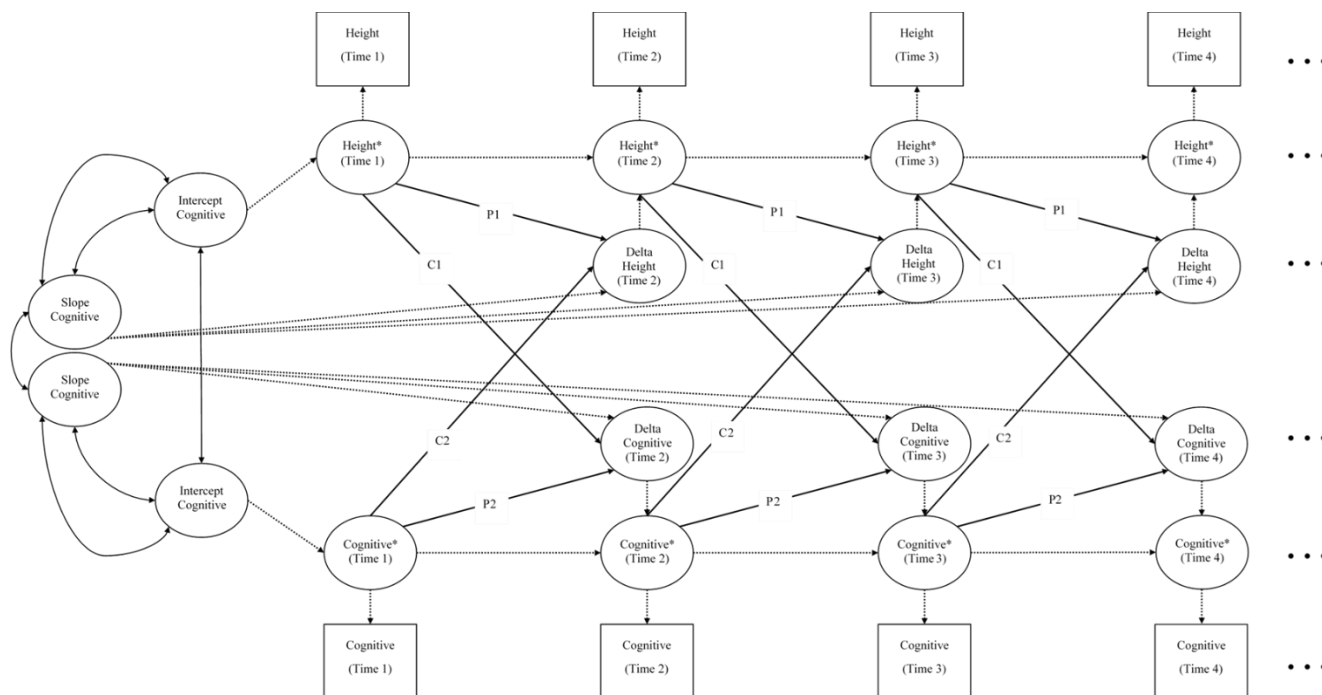 Height
(Time 1)
Height
(Time 2)
Height
(Time 3)
Height
(Time 4)
. . .
Height*
(Time 1)
Height*
(Time 2)
Height*
(Time 3)
Height*
(Time 4)
. . .
Intercept
Cognitive
P1
P1
P1
Delta
Height
(Time 2)
Delta
Height
(Time 3)
Delta
Height
(Time 4)
. . .
C1
C1
C1
Slope
Cognitive
Slope
Cognitive
C2
C2
C2
Delta
Cognitive
(Time 2)
Delta
Cognitive
(Time 3)
Delta
Cognitive
(Time 4)
. . .
Intercept
Cognitive
P2
P2
P2
Cognitive*
(Time 1)
Cognitive*
(Time 2)
Cognitive*
(Time 3)
Cognitive*
(Time 4)
. . .
Cognitive
(Time 1)
Cognitive
(Time 2)
Cognitive
(Time 3)
Cognitive
(Time 4)
. . .